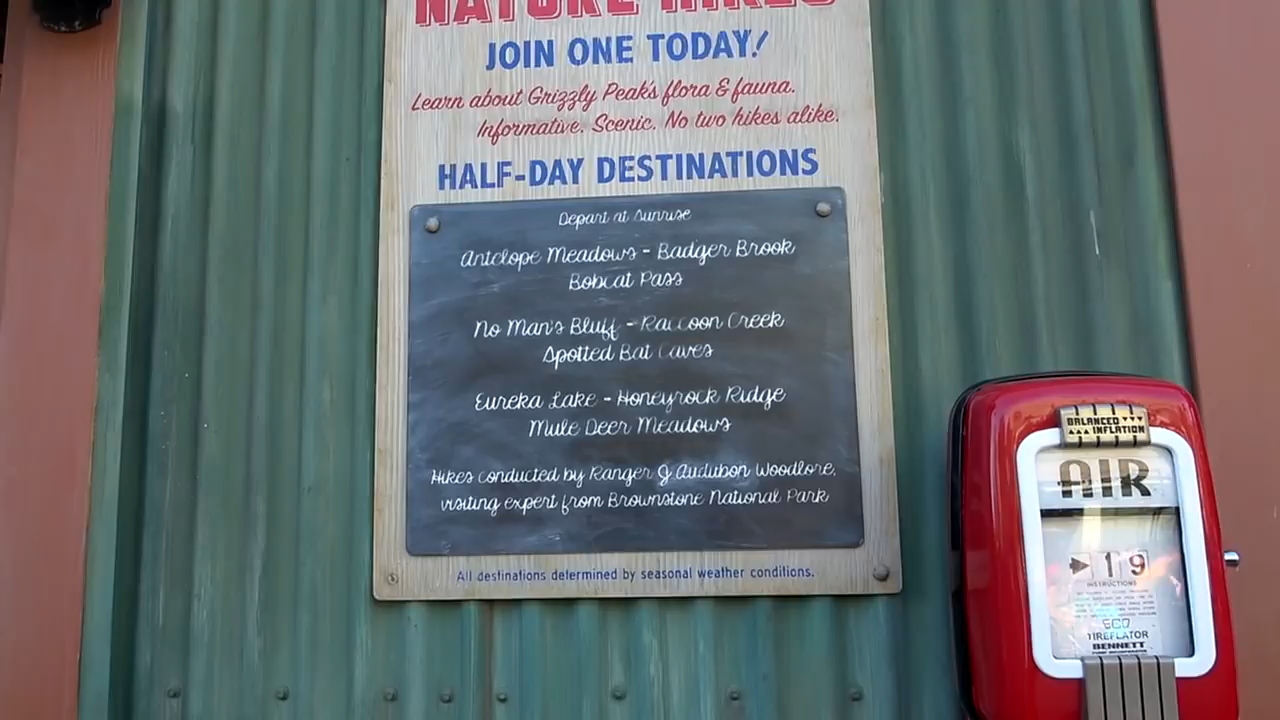 NATURE HIKES
JOIN ONE TODAY!
Learn about Grizzly Peak's flora & fauna.
Informative. Scenic. No two hikes alike.
HALF-DAY DESTINATIONS
Depart at Sunrise
Antelope Meadows - Badger Brook
Bobcat Pass
No Man's Bluff - Raccoon Creek
Spotted Bat Caves
Eureka Lake - Honeyrock Ridge
Mule Deer Meadows
Hikes conducted by Ranger J Audubon Woodlore,
visiting expert from Brownstone National Park
All destinations determined by seasonal weather conditions.
BALANCED
INFLATION
AIR
19
INSTRUCTIONS
ECO
TIREFLATOR
BENNETT